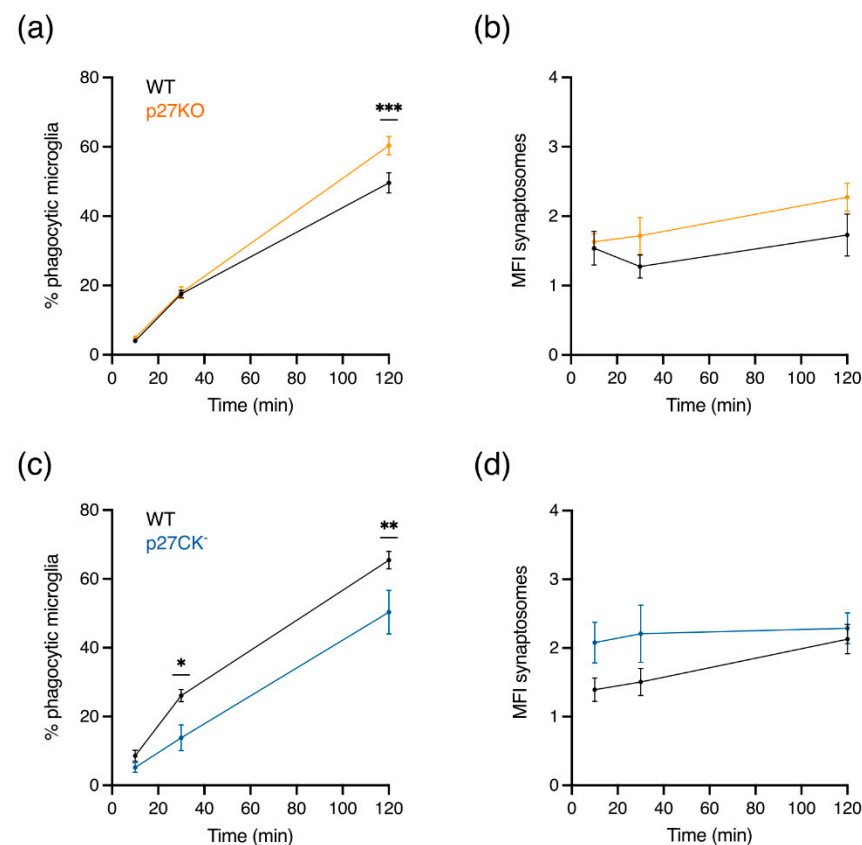 (a)
WT
p27KO
***
% phagocytic microglia
80
60
40
20
0
0 20 40 60 80 100 120
Time (min)
(b)
MFI synaptosomes
4
3
2
1
0
0 20 40 60 80 100 120
Time (min)
(c)
WT
p27CK⁻
*
**
% phagocytic microglia
80
60
40
20
0
0 20 40 60 80 100 120
Time (min)
(d)
MFI synaptosomes
4
3
2
1
0
0 20 40 60 80 100 120
Time (min)